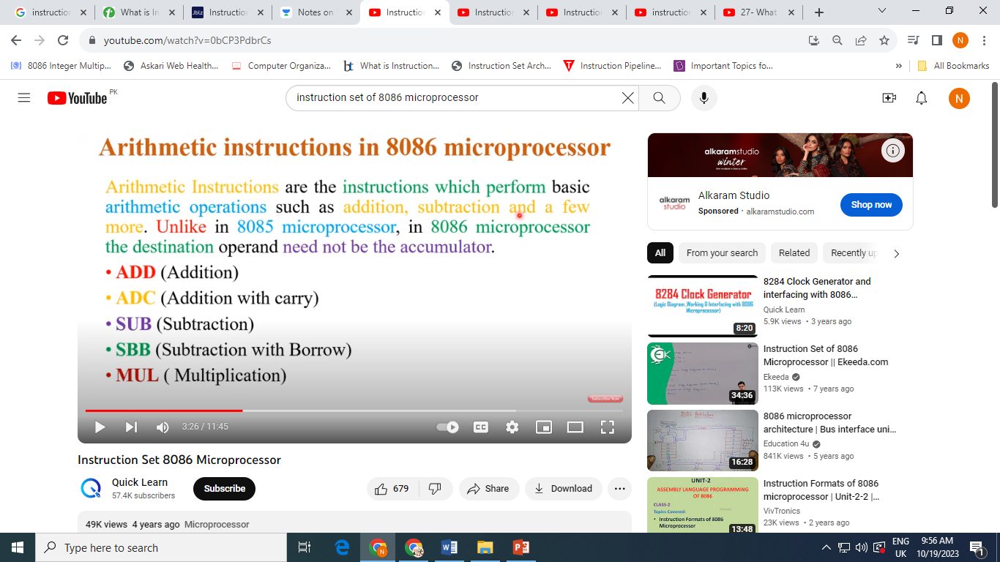 instruction
What is In
Instruction
Notes on
Instruction
Instruction
Instruction
instruction
27- What
youtube.com/watch?v=0bCP3PdbrCs
N
8086 Integer Multip...
Askari Web Health...
Computer Organiza...
What is Instruction...
Instruction Set Arch...
Instruction Pipeline...
Important Topics fo...
»
All Bookmarks
YouTube PK
instruction set of 8086 microprocessor
N
Arithmetic instructions in 8086 microprocessor
Arithmetic Instructions are the instructions which perform basic
arithmetic operations such as addition, subtraction and a few
more. Unlike in 8085 microprocessor, in 8086 microprocessor
the destination operand need not be the accumulator.
• ADD (Addition)
• ADC (Addition with carry)
• SUB (Subtraction)
• SBB (Subtraction with Borrow)
• MUL ( Multiplication)
Subscribe Now
3:26 / 11:45
CC
Instruction Set 8086 Microprocessor
Quick Learn
57.4K subscribers
Subscribe
679
Share
Download
49K views 4 years ago Microprocessor
alkaramstudio
winter
alkaram
studio
Alkaram Studio
Sponsored · alkaramstudio.com
Shop now
All
From your search
Related
Recently up
8284 Clock Generator
(Logic Diagram ,Working & Interfacing with 8086
Microprocessor)
8:20
8284 Clock Generator and
interfacing with 8086...
Quick Learn
5.9K views • 3 years ago
34:36
Instruction Set of 8086
Microprocessor || Ekeeda.com
Ekeeda
113K views • 7 years ago
16:28
8086 microprocessor
architecture | Bus interface uni...
Education 4u
841K views • 5 years ago
UNIT-2
ASSEMBLY LANGUAGE PROGRAMMING
OF 8086
CLASS-2
Topics Covered:
• Instruction Formats of 8086
Microprocessor
13:48
Instruction Formats of 8086
microprocessor | Unit-2-2 |...
VivTronics
23K views • 2 years ago
Type here to search
ENG
UK
9:56 AM
10/19/2023
1